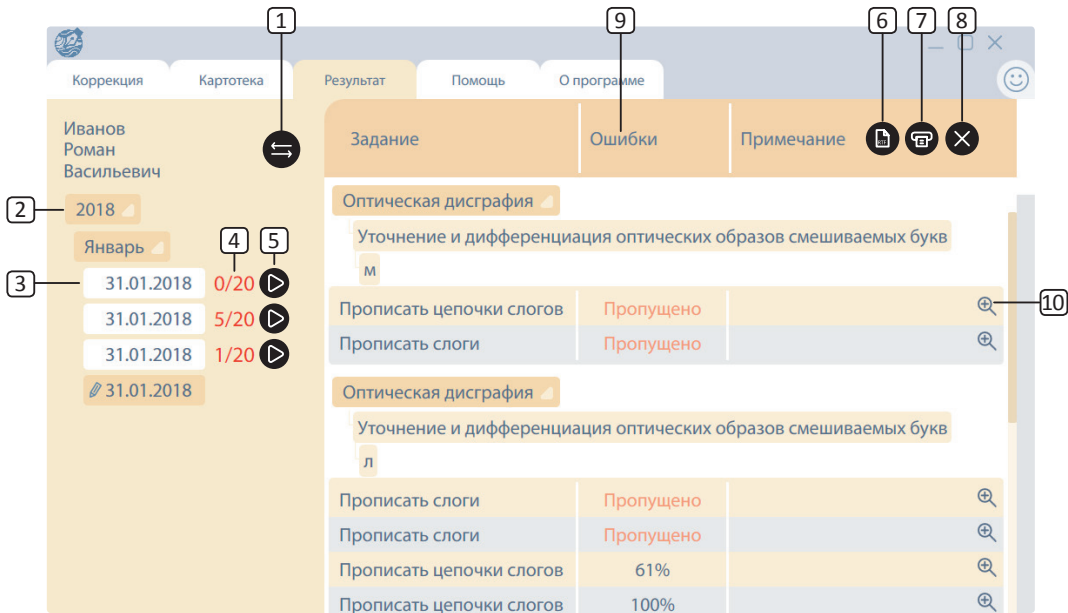 1
9
6
7
8
Коррекция
Картотека
Результат
Помощь
О программе
Иванов
Роман
Васильевич
Задание
Ошибки
Примечание
RTF
2
2018
Январь
4
5
3
31.01.2018
0/20
31.01.2018
5/20
31.01.2018
1/20
31.01.2018
Оптическая дисграфия
Уточнение и дифференциация оптических образов смешиваемых букв
м
Прописать цепочки слогов
Пропущено
10
Прописать слоги
Пропущено
Оптическая дисграфия
Уточнение и дифференциация оптических образов смешиваемых букв
л
Прописать слоги
Пропущено
Прописать слоги
Пропущено
Прописать цепочки слогов
61%
Прописать цепочки слогов
100%